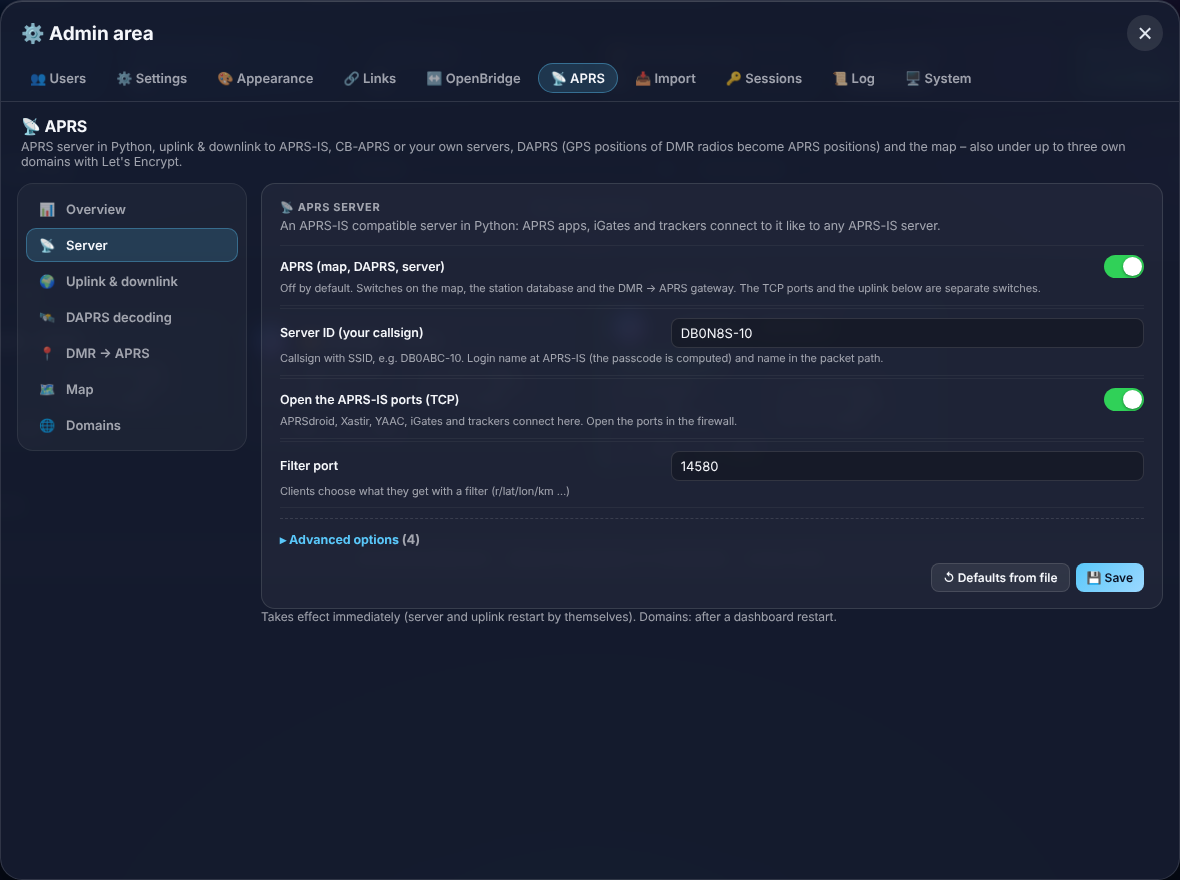 ⚙️ Admin area
✕
👥 Users ⚙️ Settings 🎨 Appearance 🔗 Links ↔️ OpenBridge 📡 APRS 📥 Import 🔑 Sessions 📜 Log 🖥️ System
📡 APRS
APRS server in Python, uplink & downlink to APRS-IS, CB-APRS or your own servers, DAPRS (GPS positions of DMR radios become APRS positions) and the map – also under up to three own
domains with Let's Encrypt.
📊 Overview
📡 Server
🌍 Uplink & downlink
🛰️ DAPRS decoding
📍 DMR → APRS
🗺️ Map
🌐 Domains
📡 APRS SERVER
An APRS-IS compatible server in Python: APRS apps, iGates and trackers connect to it like to any APRS-IS server.
APRS (map, DAPRS, server)
Off by default. Switches on the map, the station database and the DMR → APRS gateway. The TCP ports and the uplink below are separate switches.
Server ID (your callsign) DB0N8S-10
Callsign with SSID, e.g. DB0ABC-10. Login name at APRS-IS (the passcode is computed) and name in the packet path.
Open the APRS-IS ports (TCP)
APRSdroid, Xastir, YAAC, iGates and trackers connect here. Open the ports in the firewall.
Filter port 14580
Clients choose what they get with a filter (r/lat/lon/km ...)
▸ Advanced options (4)
↺ Defaults from file 💾 Save
Takes effect immediately (server and uplink restart by themselves). Domains: after a dashboard restart.